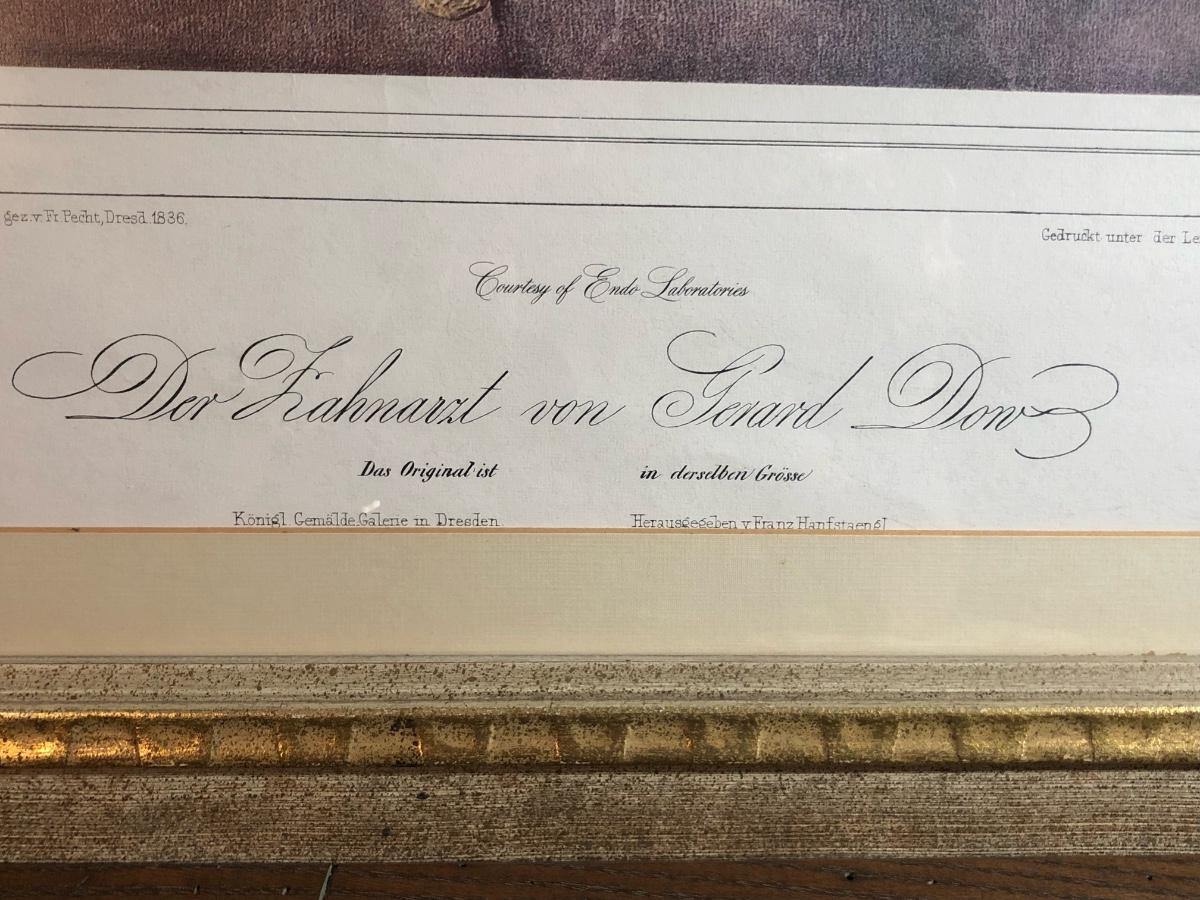 gez. v. Fr. Pecht, Dresd. 1836.
Gedruckt unter der Le
Courtesy of Endo Laboratories
Der Zahnarzt von Gerard Dow
Das Original ist in derselben Grösse
Königl. Gemälde.Galerie in Dresden. Herausgegeben v Franz Hanfstaengl